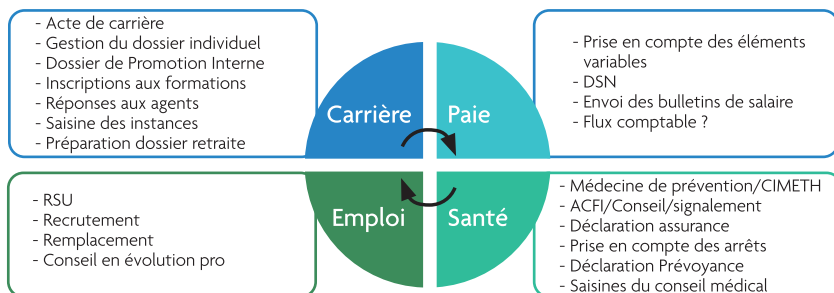 - Acte de carrière
- Gestion du dossier individuel
- Dossier de Promotion Interne
- Inscriptions aux formations
- Réponses aux agents
- Saisine des instances
- Préparation dossier retraite
Carrière
Paie
- Prise en compte des éléments
variables
- DSN
- Envoi des bulletins de salaire
- Flux comptable ?
- RSU
- Recrutement
- Remplacement
- Conseil en évolution pro
Emploi
Santé
- Médecine de prévention/CIMETH
- ACFI/Conseil/signalement
- Déclaration assurance
- Prise en compte des arrêts
- Déclaration Prévoyance
- Saisines du conseil médical